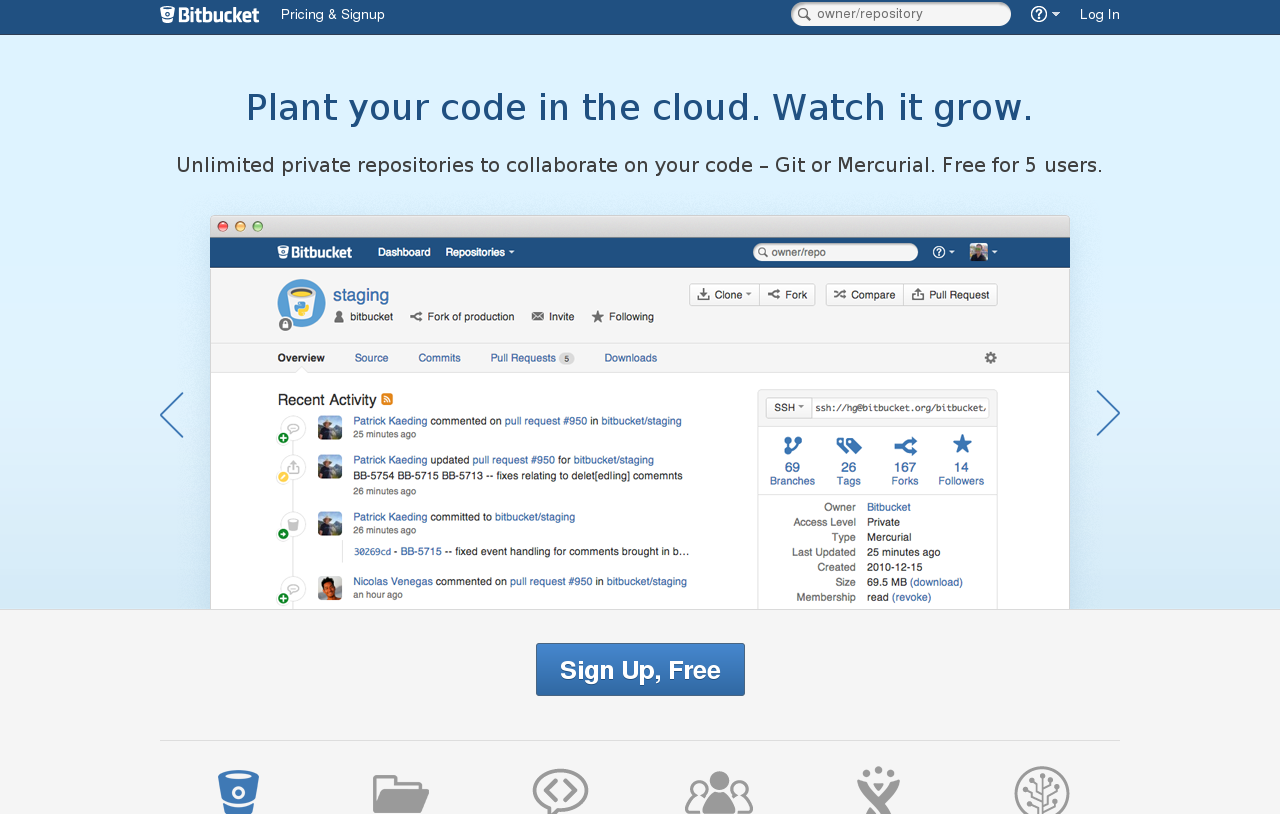 Bitbucket Pricing & Signup owner/repository Log In
Plant your code in the cloud. Watch it grow.
Unlimited private repositories to collaborate on your code – Git or Mercurial. Free for 5 users.
Bitbucket Dashboard Repositories owner/repo
staging
Clone Fork Compare Pull Request
bitbucket Fork of production Invite Following
Overview Source Commits Pull Requests 5 Downloads
Recent Activity
Patrick Kaeding commented on pull request #950 in bitbucket/staging
25 minutes ago
Patrick Kaeding updated pull request #950 for bitbucket/staging
BB-5754 BB-5715 BB-5713 -- fixes relating to delet[ed|ing] comemnts
26 minutes ago
Patrick Kaeding committed to bitbucket/staging
26 minutes ago
30269cd - BB-5715 -- fixed event handling for comments brought in b...
Nicolas Venegas commented on pull request #950 in bitbucket/staging
an hour ago
SSH ssh://hg@bitbucket.org/bitbucket/
69 26 167 14
Branches Tags Forks Followers
Owner Bitbucket
Access Level Private
Type Mercurial
Last Updated 25 minutes ago
Created 2010-12-15
Size 69.5 MB (download)
Membership read (revoke)
Sign Up, Free